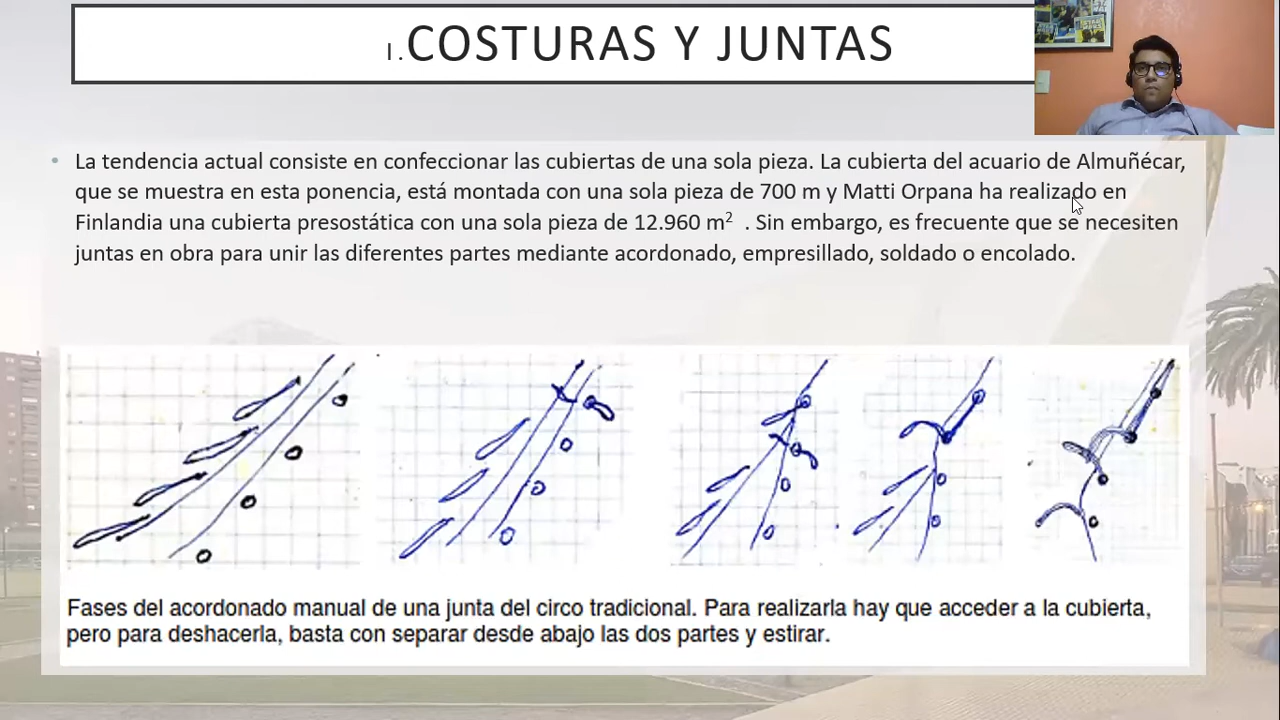 I.COSTURAS Y JUNTAS
• La tendencia actual consiste en confeccionar las cubiertas de una sola pieza. La cubierta del acuario de Almuñécar,
que se muestra en esta ponencia, está montada con una sola pieza de 700 m y Matti Orpana ha realizado en
Finlandia una cubierta presostática con una sola pieza de 12.960 m² . Sin embargo, es frecuente que se necesiten
juntas en obra para unir las diferentes partes mediante acordonado, empresillado, soldado o encolado.
Fases del acordonado manual de una junta del circo tradicional. Para realizarla hay que acceder a la cubierta,
pero para deshacerla, basta con separar desde abajo las dos partes y estirar.